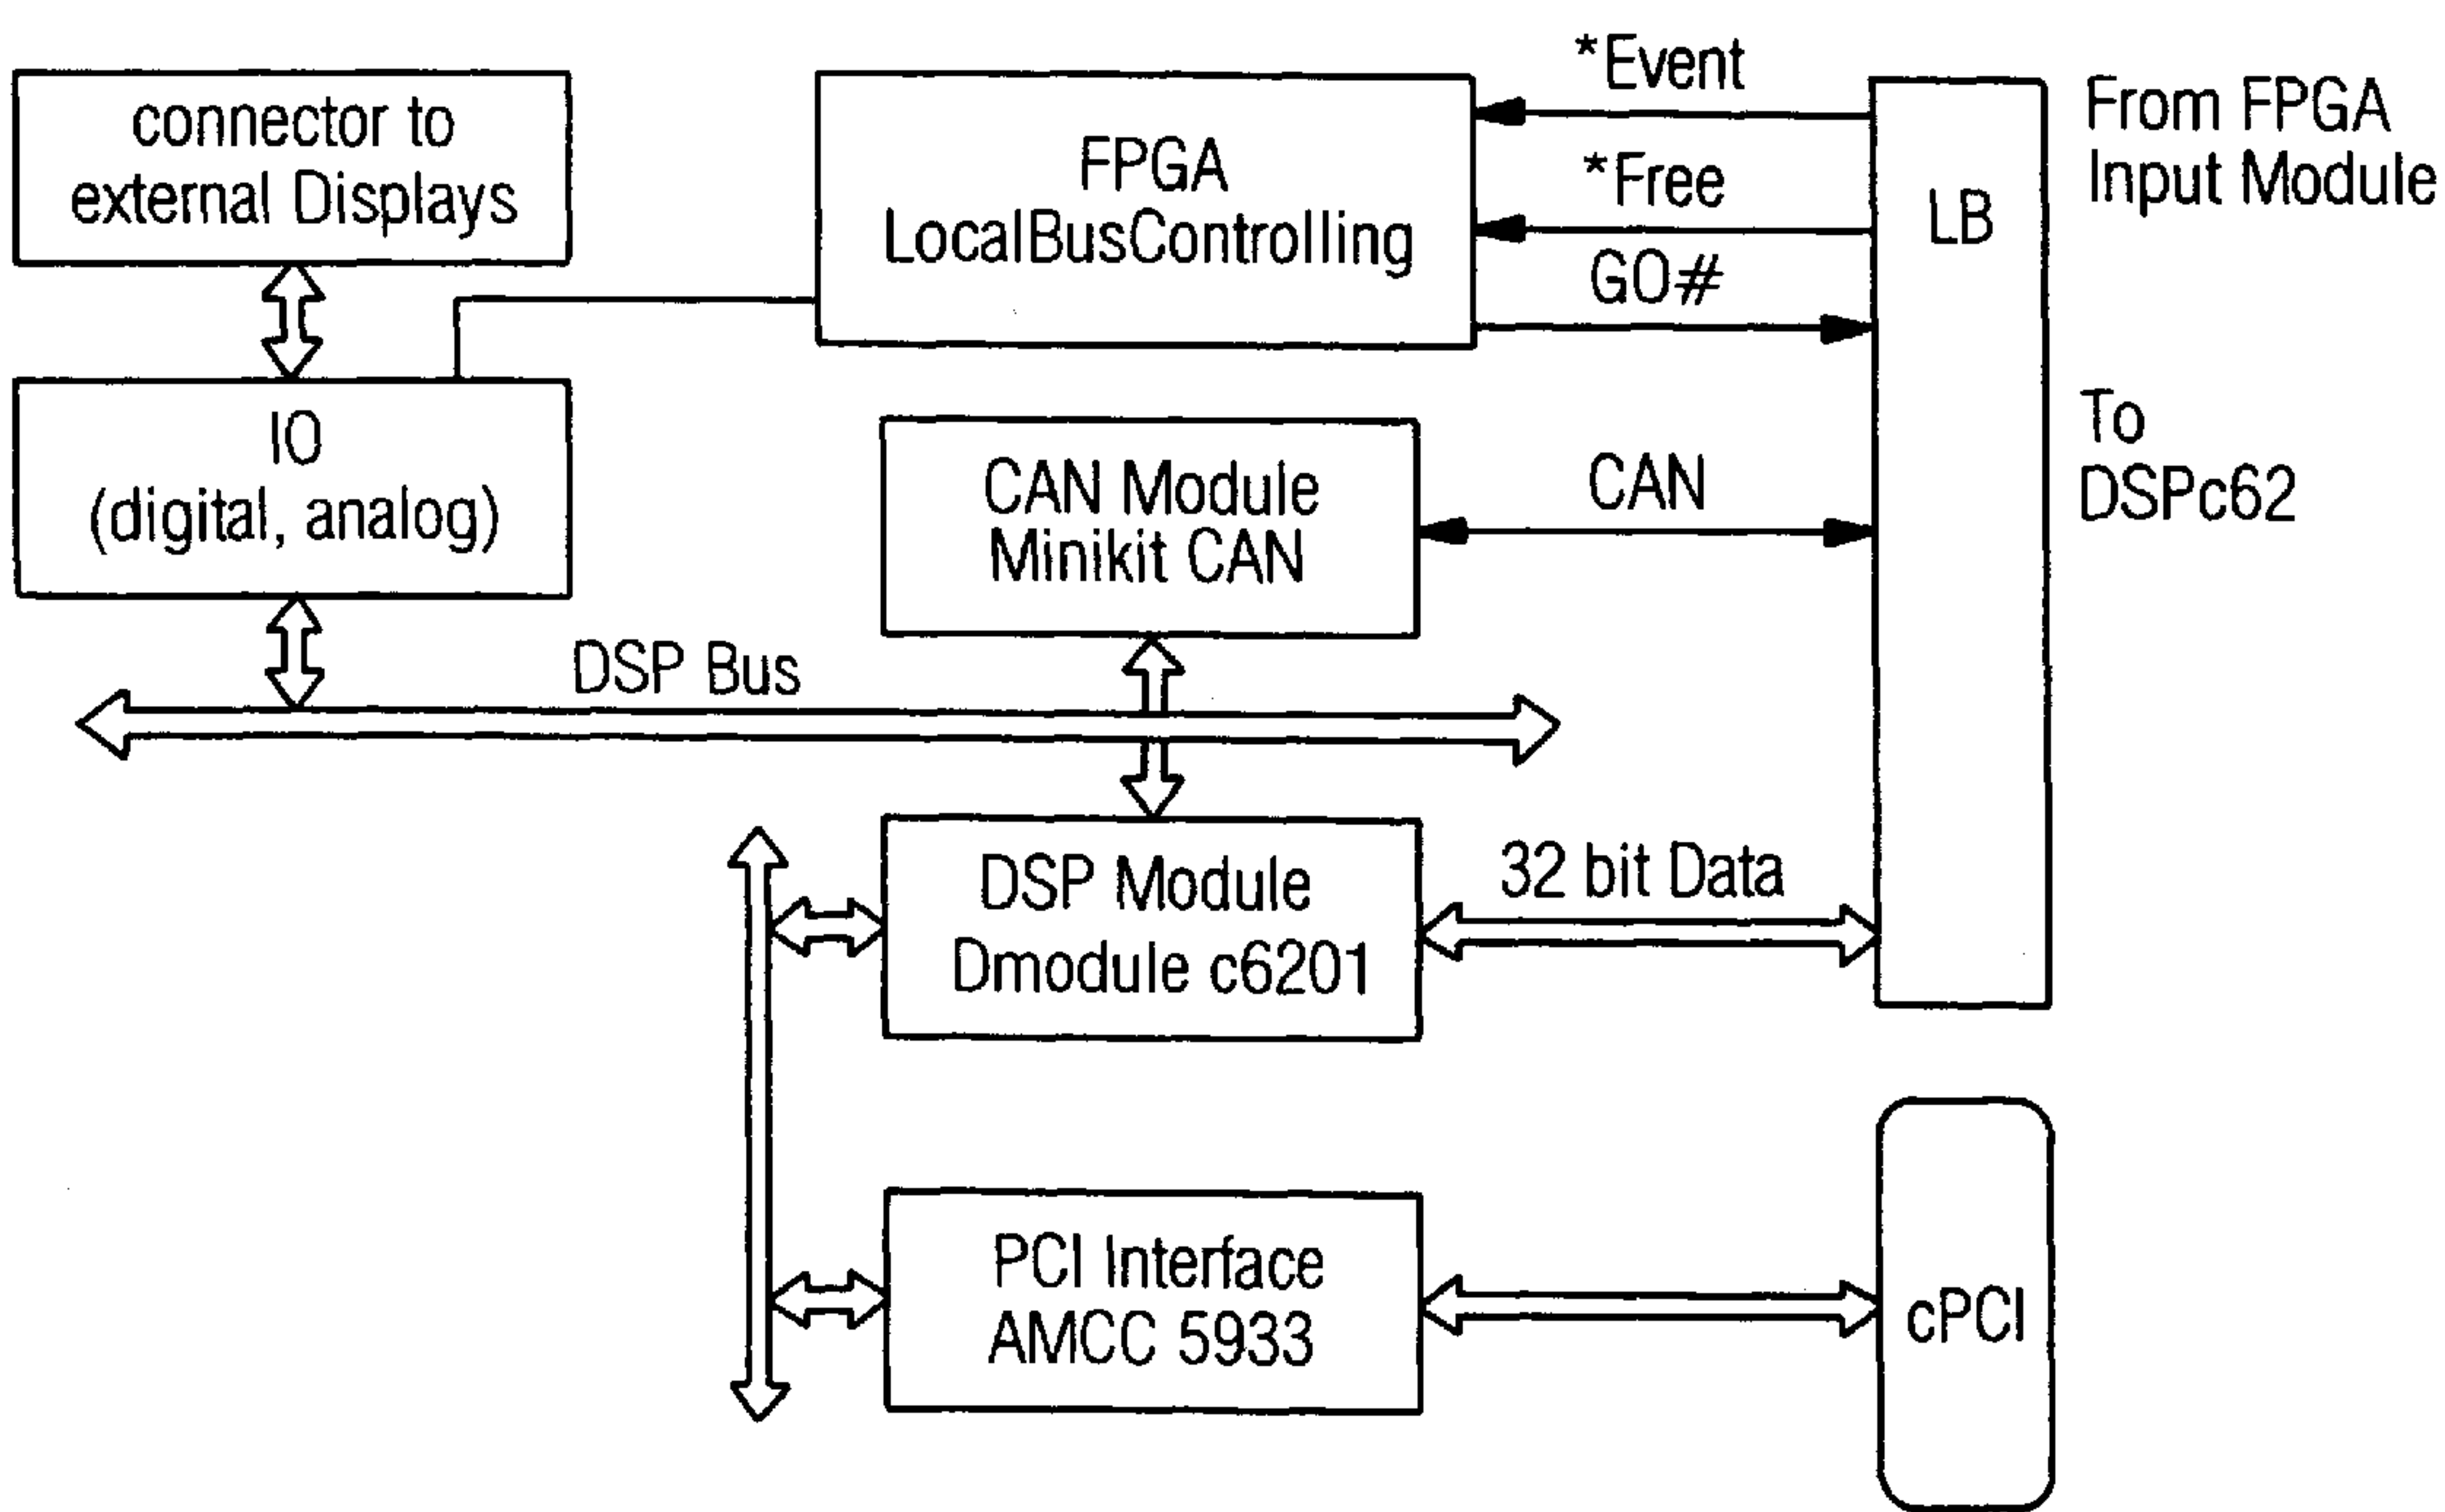 connector to
external Displays
FPGA
LocalBusControlling
*Event
*Free
GO#
LB
From FPGA
Input Module
IO
(digital, analog)
CAN Module
Minikit CAN
CAN
To
DSPc62
DSP Bus
DSP Module
Dmodule c6201
32 bit Data
PCI Interface
AMCC 5933
cPCI